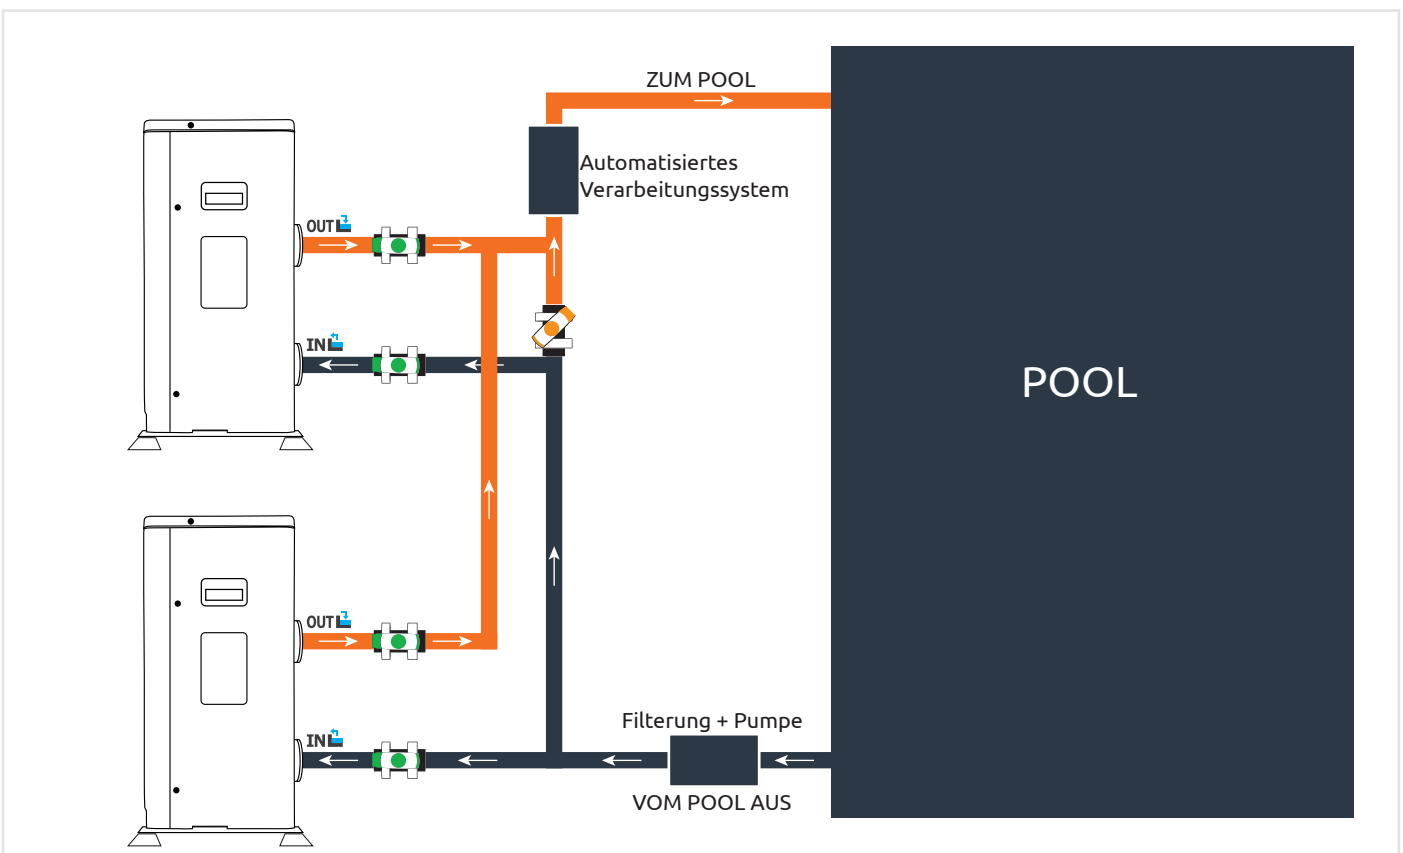 ZUM POOL
Automatisiertes
Verarbeitungssystem
OUT
IN
POOL
OUT
Filterung + Pumpe
IN
VOM POOL AUS